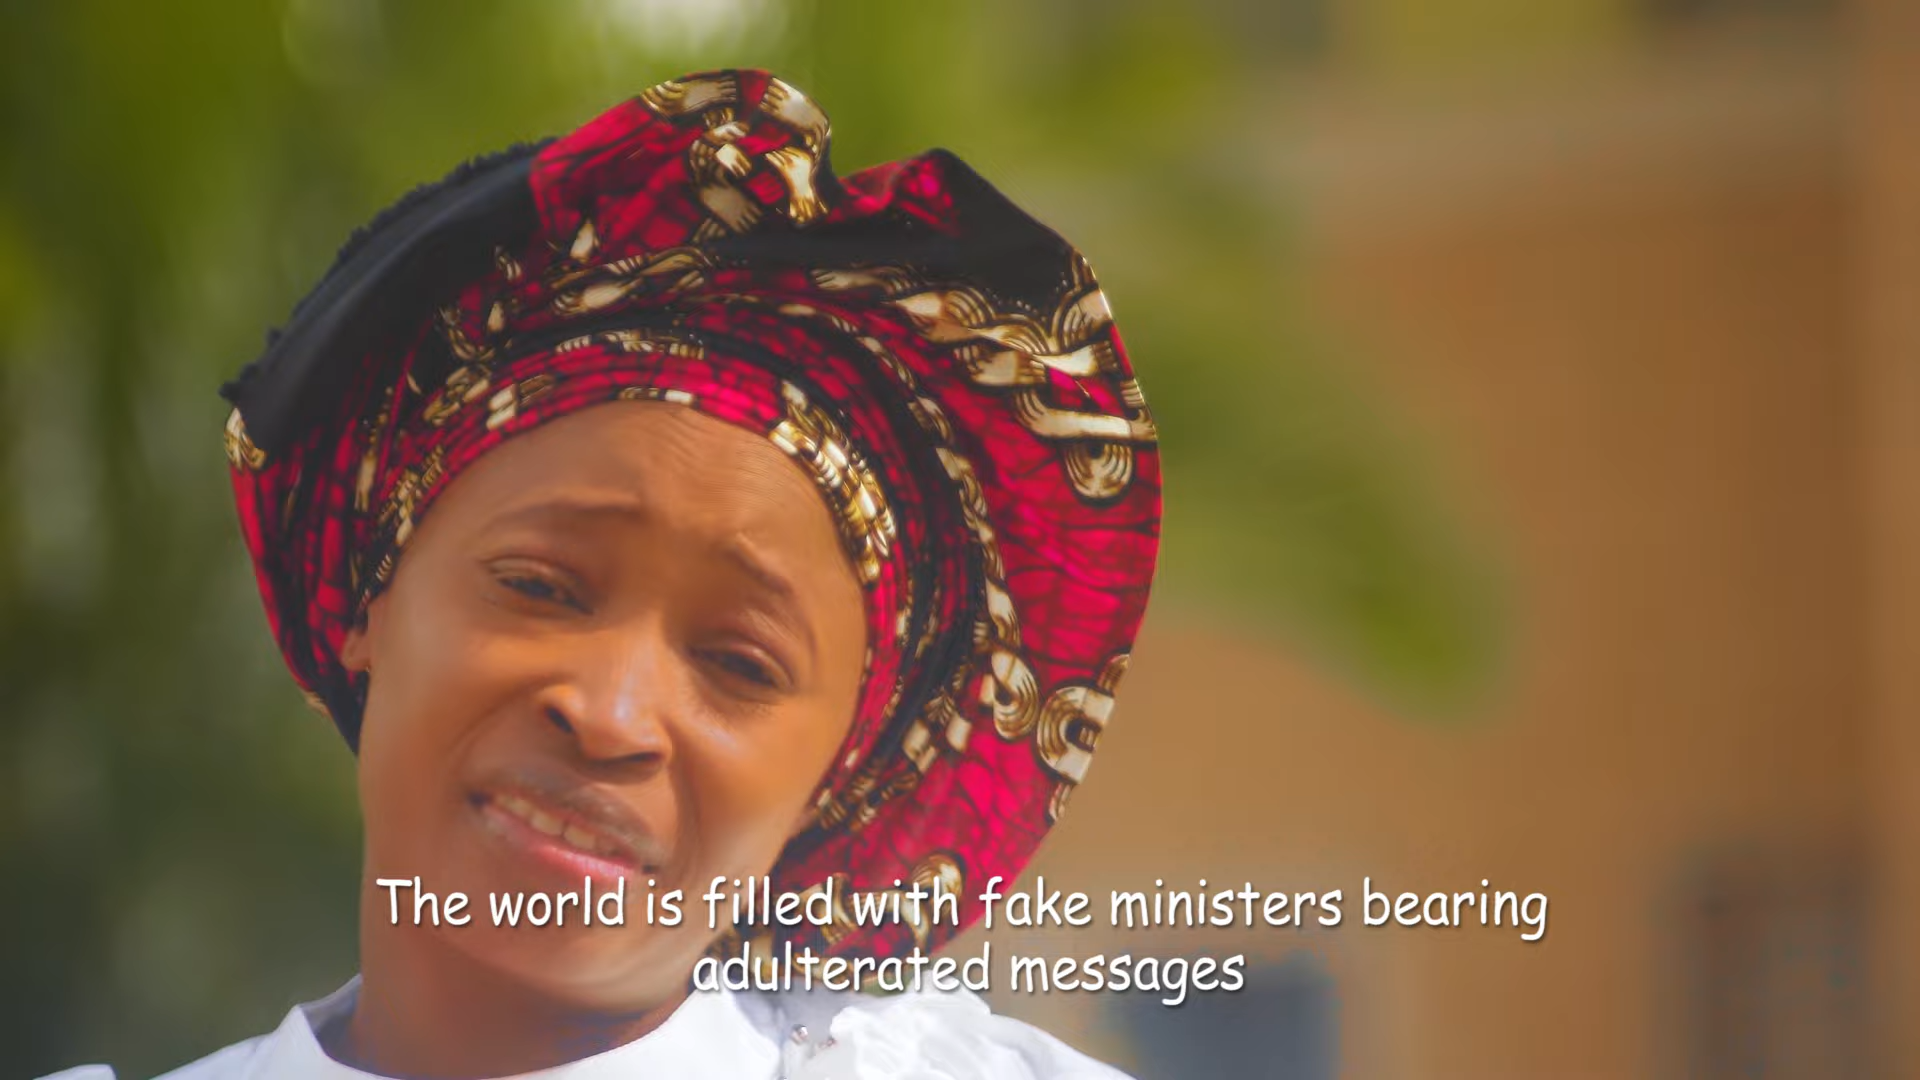 The world is filled with fake ministers bearing
adulterated messages